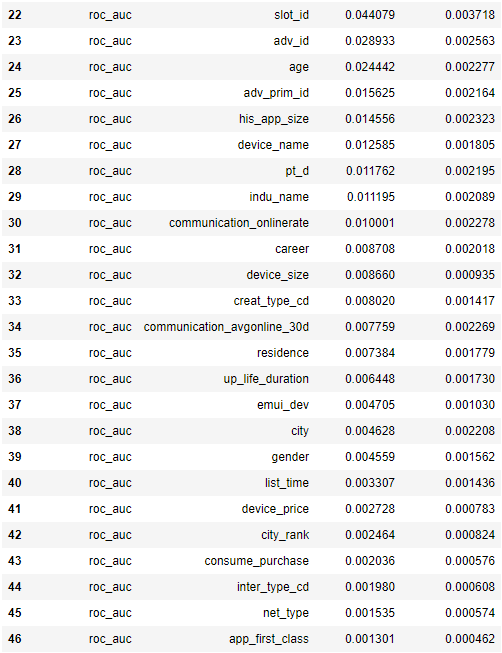 22 roc_auc slot_id 0.044079 0.003718
23 roc_auc adv_id 0.028933 0.002563
24 roc_auc age 0.024442 0.002277
25 roc_auc adv_prim_id 0.015625 0.002164
26 roc_auc his_app_size 0.014556 0.002323
27 roc_auc device_name 0.012585 0.001805
28 roc_auc pt_d 0.011762 0.002195
29 roc_auc indu_name 0.011195 0.002089
30 roc_auc communication_onlinerate 0.010001 0.002278
31 roc_auc career 0.008708 0.002018
32 roc_auc device_size 0.008660 0.000935
33 roc_auc creat_type_cd 0.008020 0.001417
34 roc_auc communication_avgonline_30d 0.007759 0.002269
35 roc_auc residence 0.007384 0.001779
36 roc_auc up_life_duration 0.006448 0.001730
37 roc_auc emui_dev 0.004705 0.001030
38 roc_auc city 0.004628 0.002208
39 roc_auc gender 0.004559 0.001562
40 roc_auc list_time 0.003307 0.001436
41 roc_auc device_price 0.002728 0.000783
42 roc_auc city_rank 0.002464 0.000824
43 roc_auc consume_purchase 0.002036 0.000576
44 roc_auc inter_type_cd 0.001980 0.000608
45 roc_auc net_type 0.001535 0.000574
46 roc_auc app_first_class 0.001301 0.000462